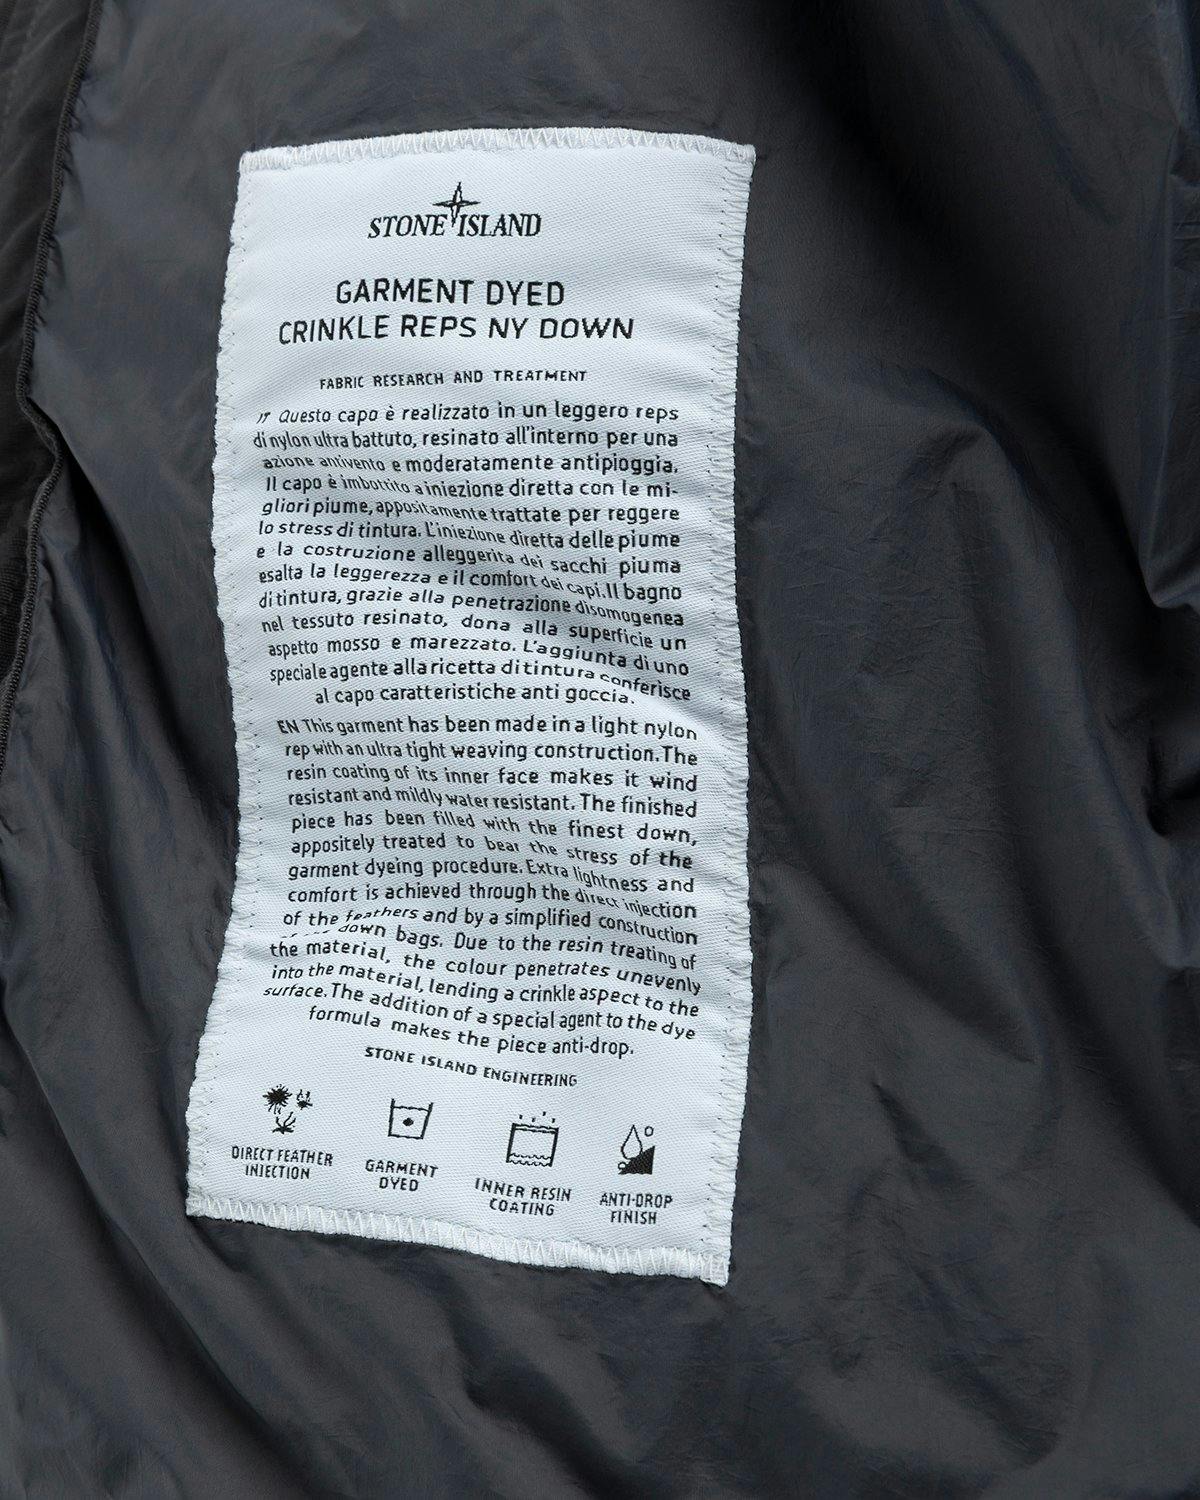 STONE ISLAND
GARMENT DYED
CRINKLE REPS NY DOWN
FABRIC RESEARCH AND TREATMENT
IT Questo capo è realizzato in un leggero reps
di nylon ultra battuto, resinato all'interno per una
azione antivento e moderatamente antipioggia.
Il capo è imbottito a iniezione diretta con le mi-
gliori piume, appositamente trattate per reggere
lo stress di tintura. L'iniezione diretta delle piume
e la costruzione alleggerita dei sacchi piuma
esalta la leggerezza e il comfort dei capi. Il bagno
di tintura, grazie alla penetrazione disomogenea
nel tessuto resinato, dona alla superficie un
aspetto mosso e marezzato. L'aggiunta di uno
speciale agente alla ricetta di tintura conferisce
al capo caratteristiche anti goccia.
EN This garment has been made in a light nylon
rep with an ultra tight weaving construction. The
resin coating of its inner face makes it wind
resistant and mildly water resistant. The finished
piece has been filled with the finest down,
appositely treated to bear the stress of the
garment dyeing procedure. Extra lightness and
comfort is achieved through the direct injection
of the feathers and by a simplified construction
down bags. Due to the resin treating of
the material, the colour penetrates unevenly
into the material, lending a crinkle aspect to the
surface. The addition of a special agent to the dye
formula makes the piece anti-drop.
STONE ISLAND ENGINEERING
DIRECT FEATHER
INJECTION
GARMENT
DYED
INNER RESIN
COATING
ANTI-DROP
FINISH